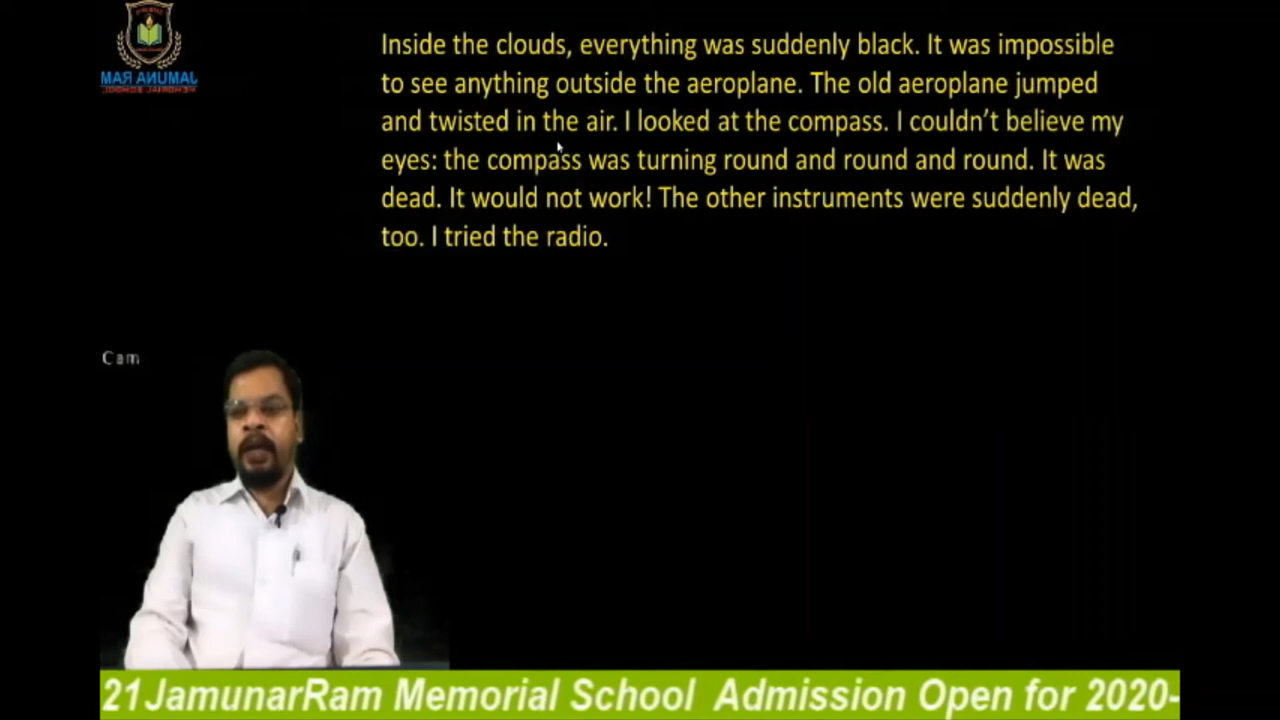 JAMUNA RAM
Inside the clouds, everything was suddenly black. It was impossible
to see anything outside the aeroplane. The old aeroplane jumped
and twisted in the air. I looked at the compass. I couldn’t believe my
eyes: the compass was turning round and round and round. It was
dead. It would not work! The other instruments were suddenly dead,
too. I tried the radio.
Cam
21JamunarRam Memorial School Admission Open for 2020-